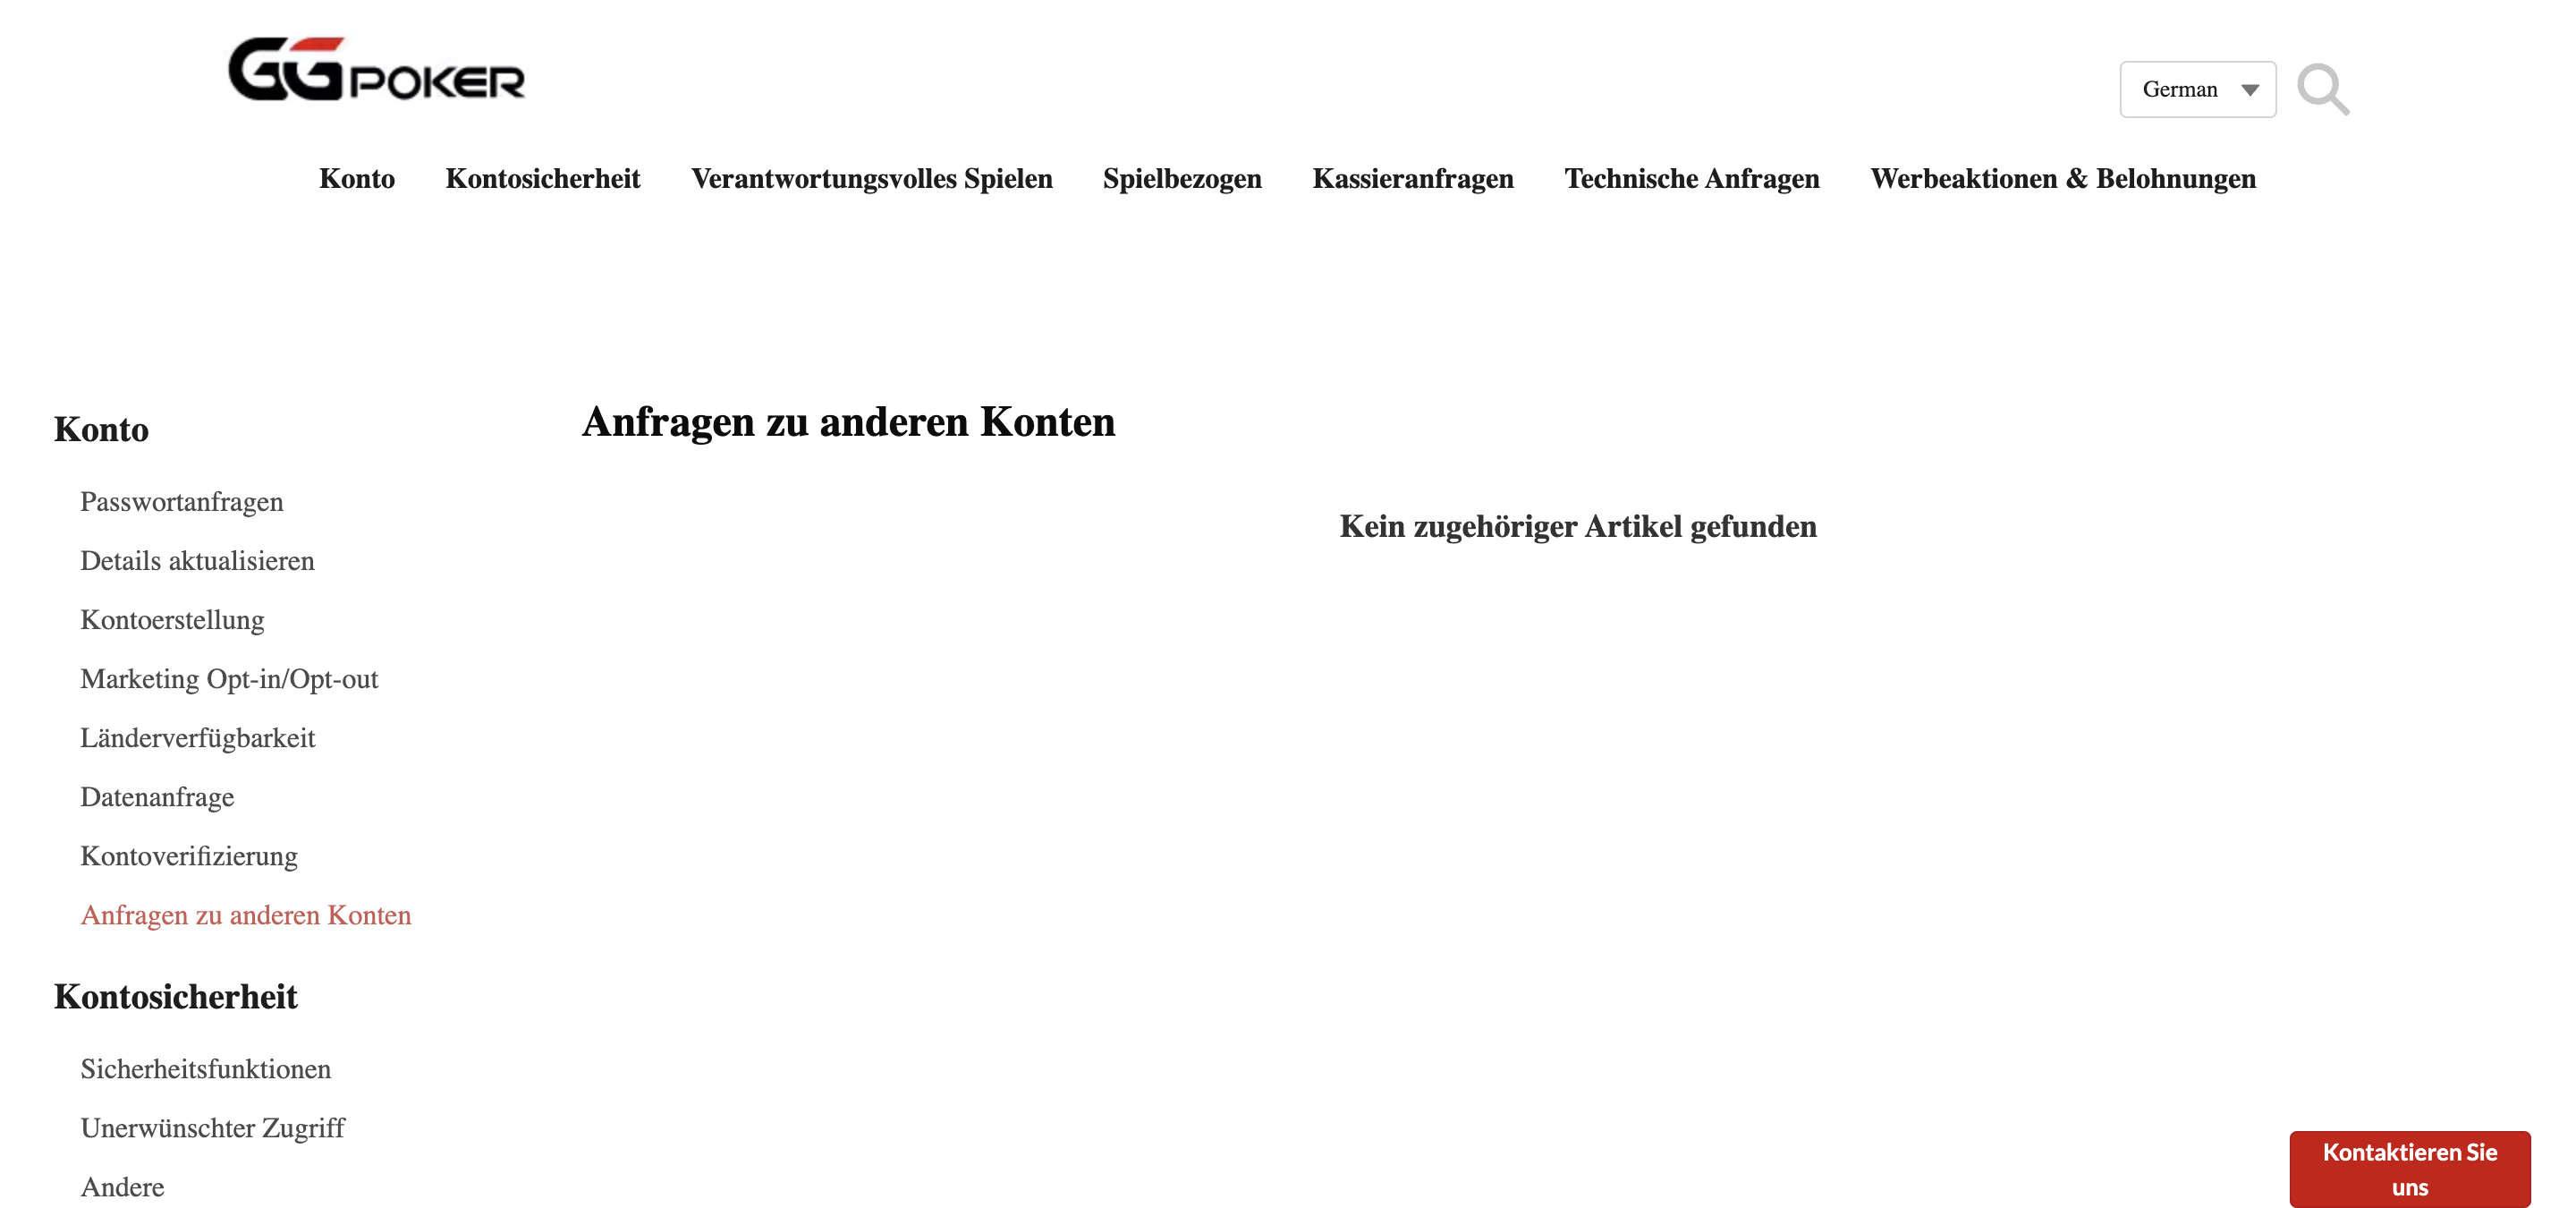 GGPOKER
German
Konto Kontosicherheit Verantwortungsvolles Spielen Spielbezogen Kassieranfragen Technische Anfragen Werbeaktionen & Belohnungen
Konto
Passwortanfragen
Details aktualisieren
Kontoerstellung
Marketing Opt-in/Opt-out
Länderverfügbarkeit
Datenanfrage
Kontoverifizierung
Anfragen zu anderen Konten
Kontosicherheit
Sicherheitsfunktionen
Unerwünschter Zugriff
Andere
Anfragen zu anderen Konten
Kein zugehöriger Artikel gefunden
Kontaktieren Sie
uns